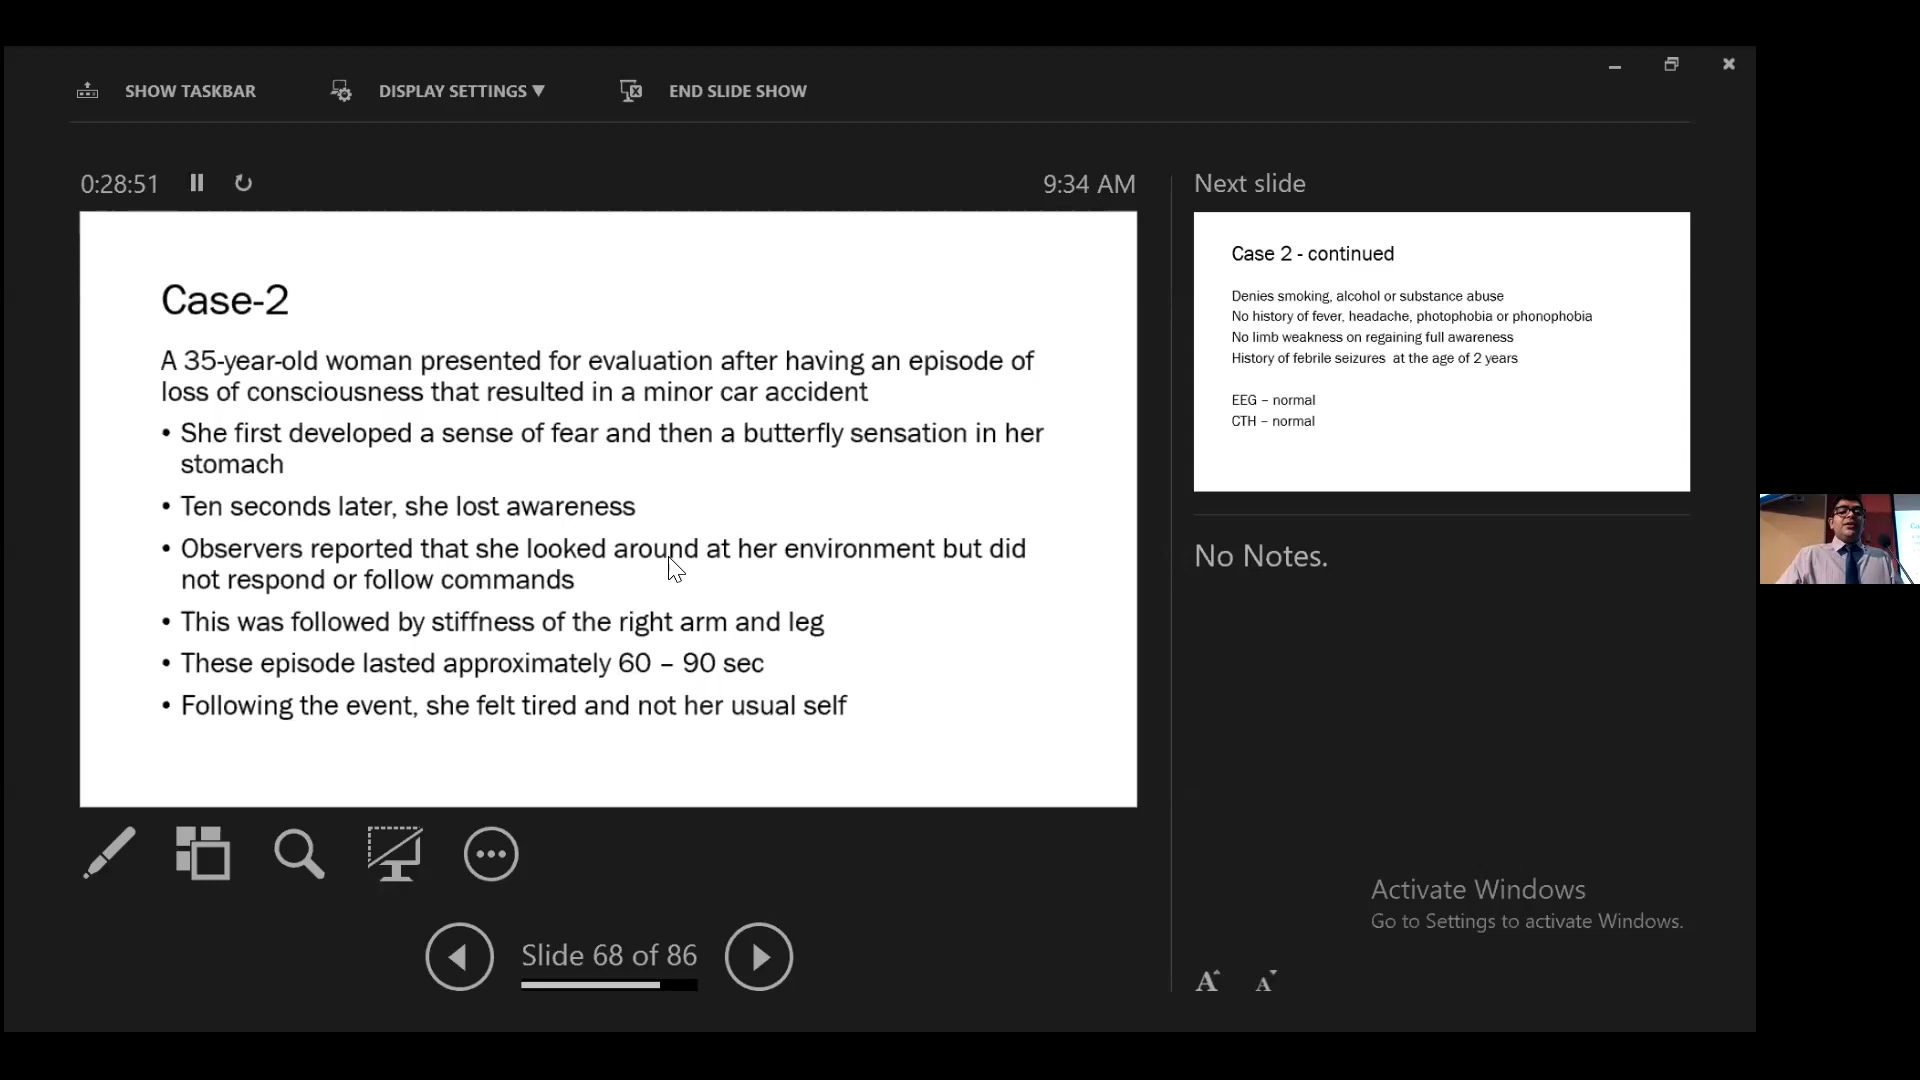 SHOW TASKBAR
DISPLAY SETTINGS ▼
END SLIDE SHOW
0:28:51
9:34 AM
Case-2
A 35-year-old woman presented for evaluation after having an episode of
loss of consciousness that resulted in a minor car accident
• She first developed a sense of fear and then a butterfly sensation in her
stomach
• Ten seconds later, she lost awareness
• Observers reported that she looked around at her environment but did
not respond or follow commands
• This was followed by stiffness of the right arm and leg
• These episode lasted approximately 60 – 90 sec
• Following the event, she felt tired and not her usual self
Slide 68 of 86
Next slide
Case 2 - continued
Denies smoking, alcohol or substance abuse
No history of fever, headache, photophobia or phonophobia
No limb weakness on regaining full awareness
History of febrile seizures at the age of 2 years
EEG – normal
CTH – normal
No Notes.
Activate Windows
Go to Settings to activate Windows.
A A